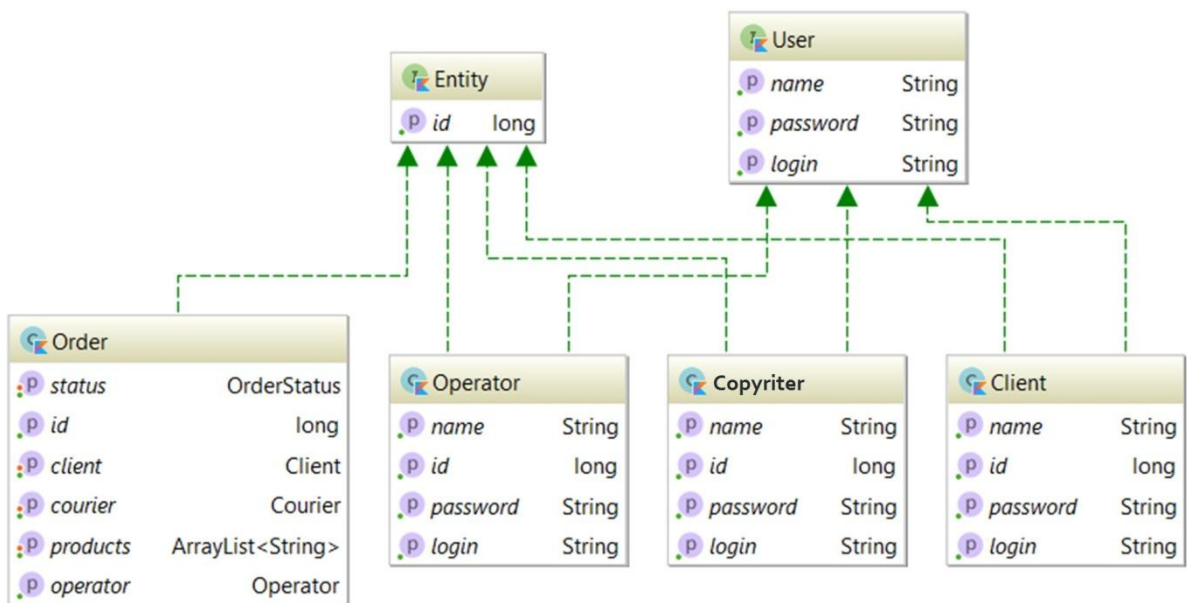 User
name String
password String
login String
Entity
id long
Order
status OrderStatus
id long
client Client
courier Courier
products ArrayList<String>
operator Operator
Operator
name String
id long
password String
login String
Copyriter
name String
id long
password String
login String
Client
name String
id long
password String
login String